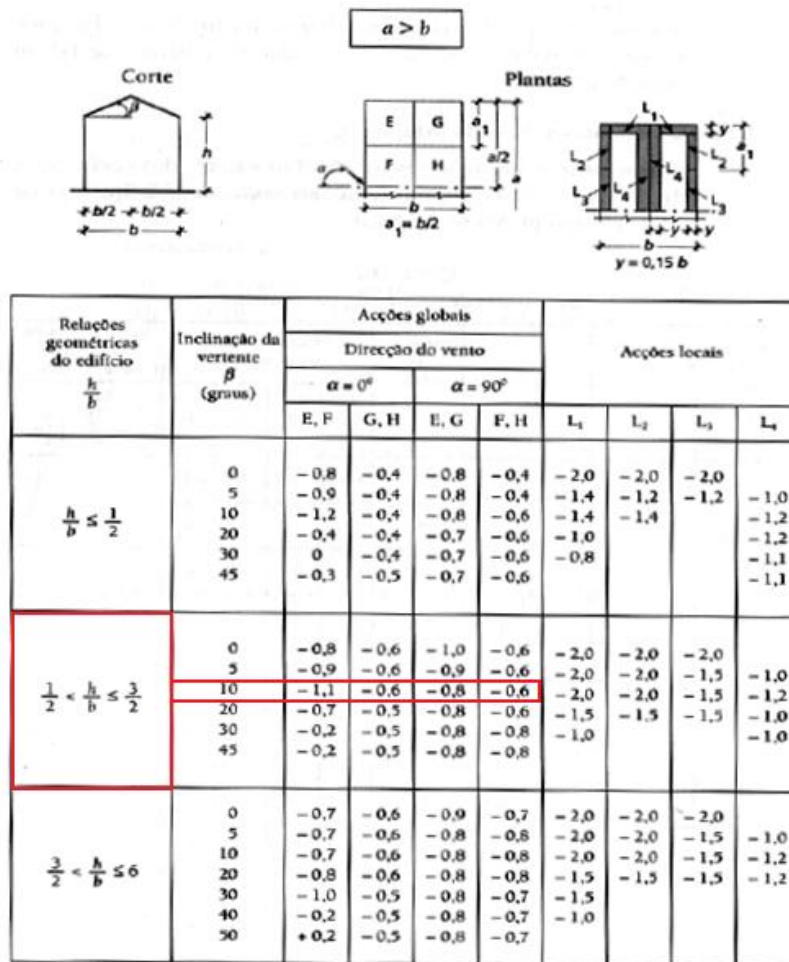 a > b
Corte
Plantas
β
h
b/2
b/2
b
E
G
F
H
α
a₁
a/2
b
a₁ = b/2
L₁
y
a₁
L₂
L₂
L₄
L₄
L₃
L₃
y
y
b
y = 0,15 b
Relações geométricas do edifício h/b
Inclinação da vertente β (graus)
Acções globais
Acções locais
Direcção do vento
α = 0º
α = 90º
E, F
G, H
E, G
F, H
L₁
L₂
L₃
L₄
h/b ≤ 1/2
0 −0,8 −0,4 −0,8 −0,4 −2,0 −2,0 −2,0
5 −0,9 −0,4 −0,8 −0,4 −1,4 −1,2 −1,2 −1,0
10 −1,2 −0,4 −0,8 −0,6 −1,4 −1,4 −1,2
20 −0,4 −0,4 −0,7 −0,6 −1,0 −1,2
30 0 −0,4 −0,7 −0,6 −0,8 −1,1
45 −0,3 −0,5 −0,7 −0,6 −1,1
1/2 < h/b ≤ 3/2
0 −0,8 −0,6 −1,0 −0,6 −2,0 −2,0 −2,0
5 −0,9 −0,6 −0,9 −0,6 −2,0 −2,0 −1,5 −1,0
10 −1,1 −0,6 −0,8 −0,6 −2,0 −2,0 −1,5 −1,2
20 −0,7 −0,5 −0,8 −0,6 −1,5 −1,5 −1,5 −1,0
30 −0,2 −0,5 −0,8 −0,8 −1,0 −1,0
45 −0,2 −0,5 −0,8 −0,8
3/2 < h/b ≤ 6
0 −0,7 −0,6 −0,9 −0,7 −2,0 −2,0 −2,0
5 −0,7 −0,6 −0,8 −0,8 −2,0 −2,0 −1,5 −1,0
10 −0,7 −0,6 −0,8 −0,8 −2,0 −2,0 −1,5 −1,2
20 −0,8 −0,6 −0,8 −0,8 −1,5 −1,5 −1,5 −1,2
30 −1,0 −0,5 −0,8 −0,7 −1,5
40 −0,2 −0,5 −0,8 −0,7 −1,0
50 +0,2 −0,5 −0,8 −0,7